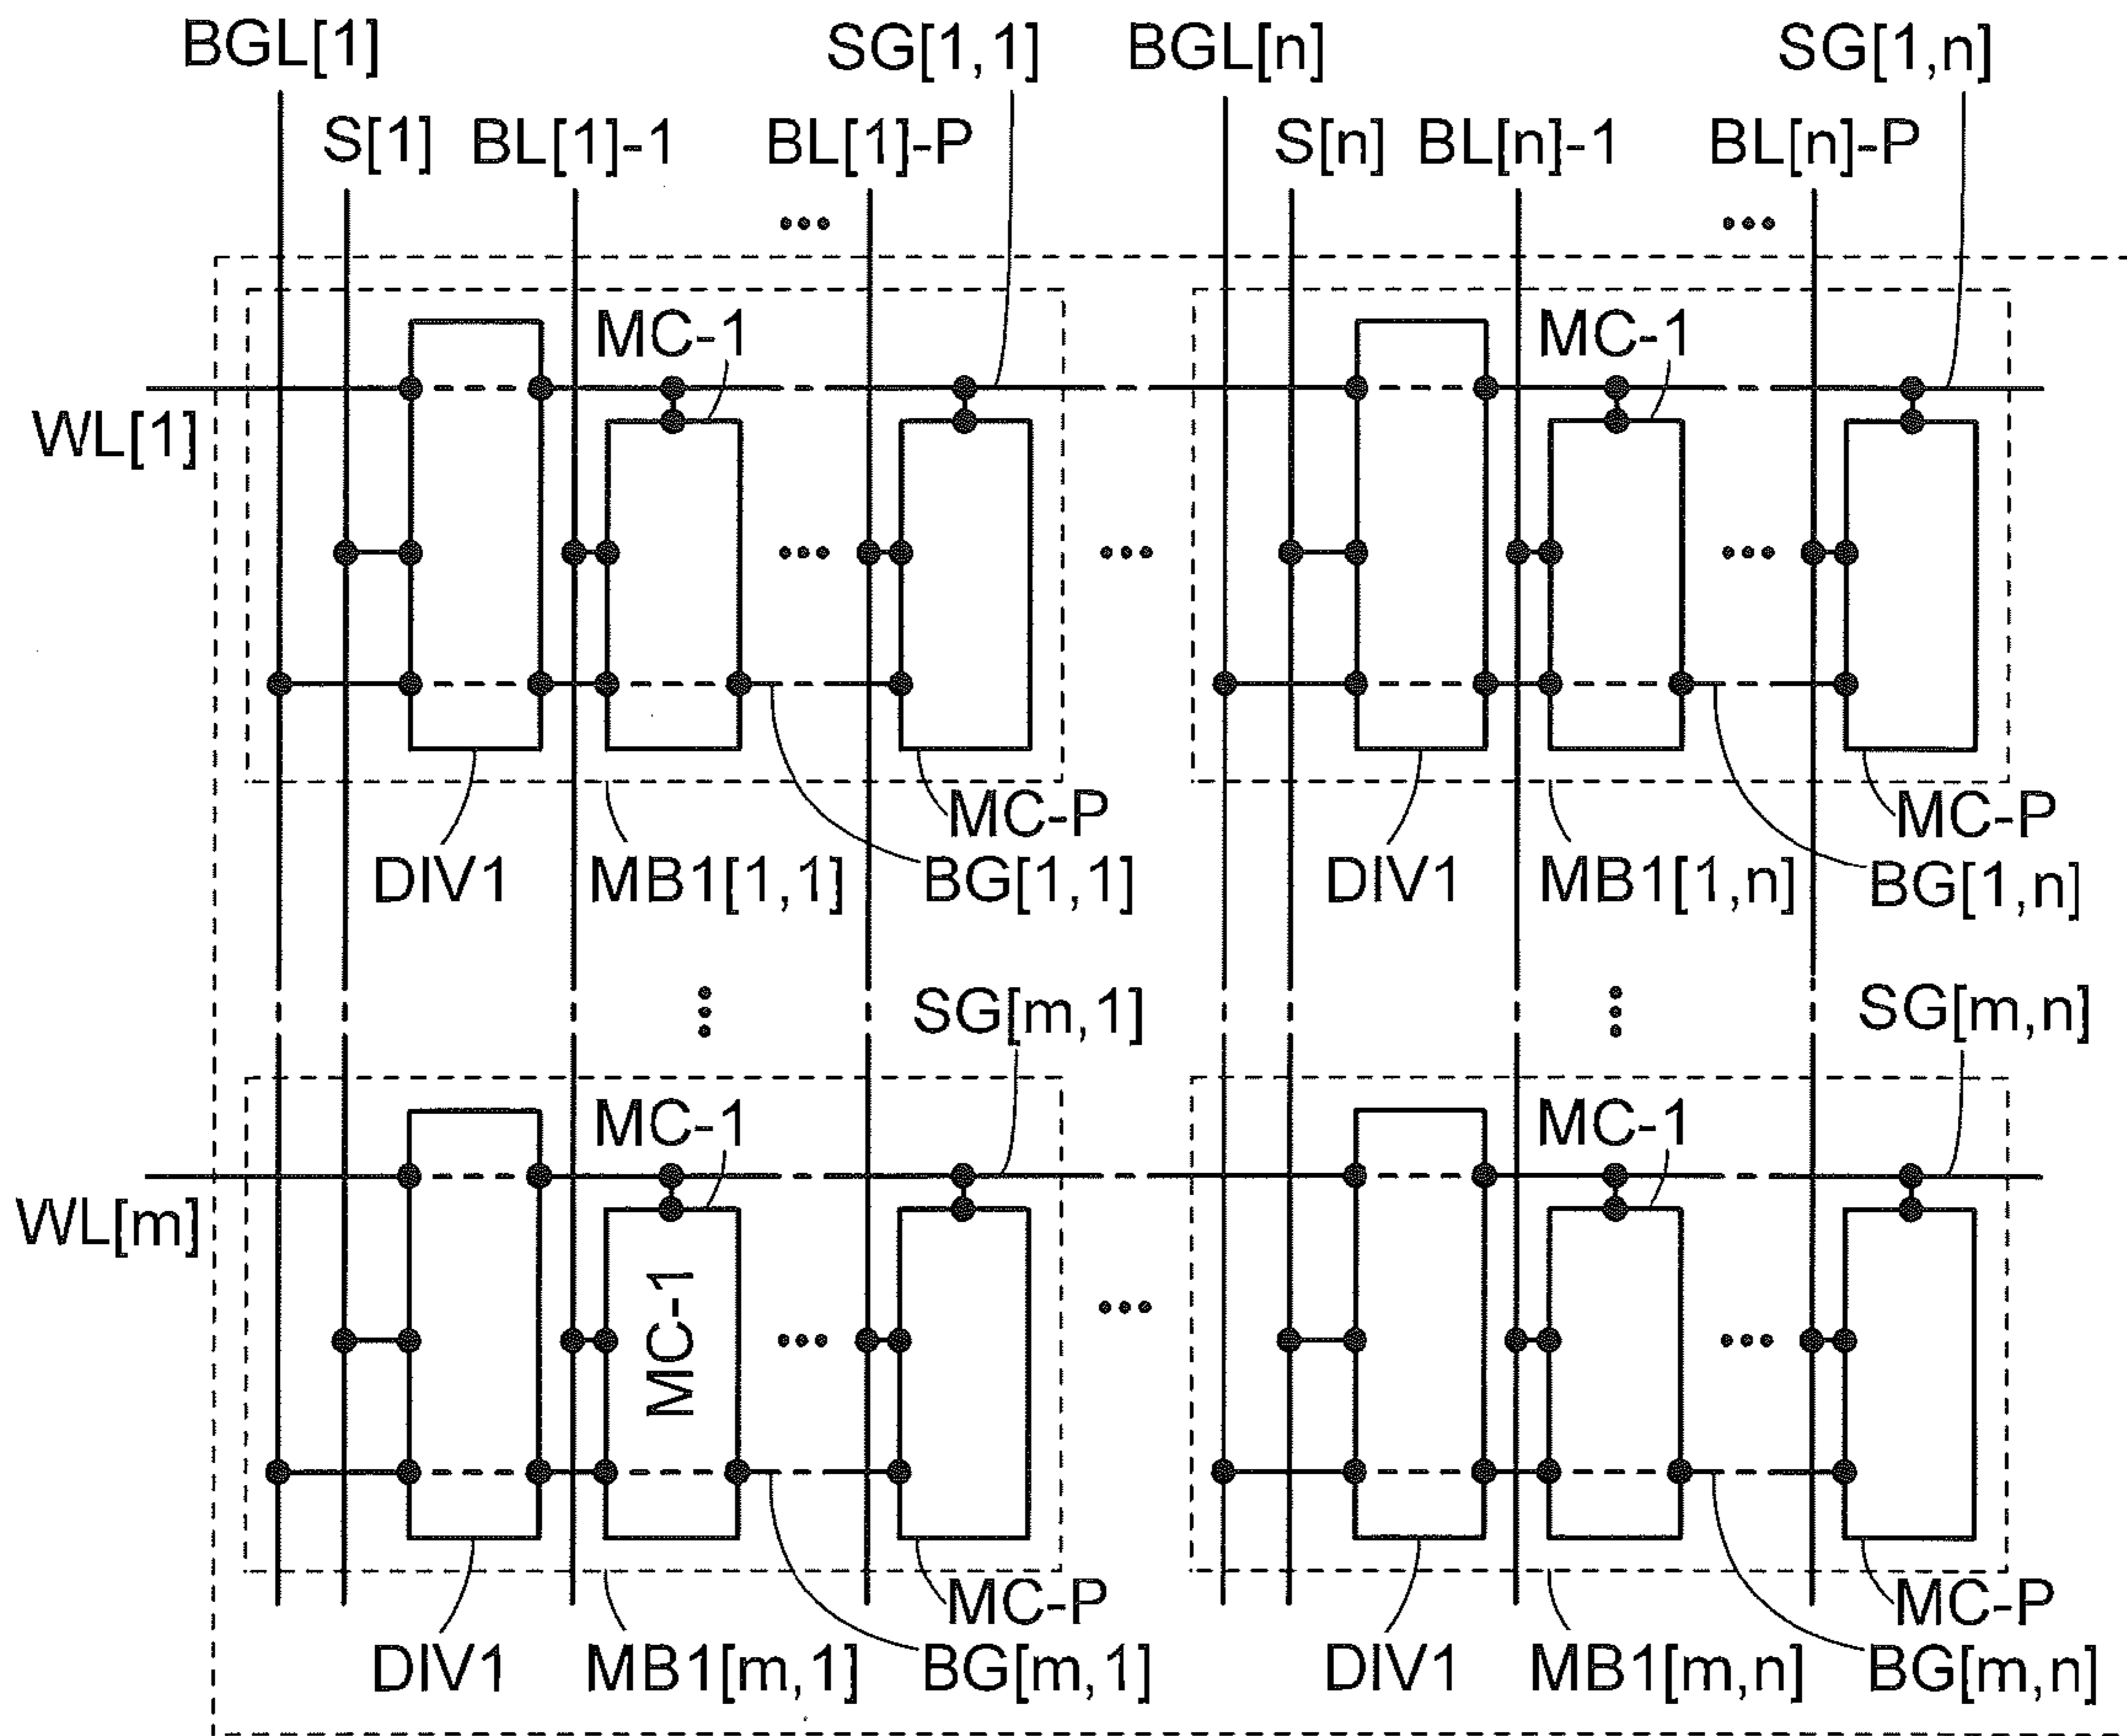 BGL[1] SG[1,1] BGL[n] SG[1,n]
S[1] BL[1]-1 BL[1]-P S[n] BL[n]-1 BL[n]-P
MC-1 MC-1
WL[1]
MC-P MC-P
DIV1 MB1[1,1] BG[1,1] DIV1 MB1[1,n] BG[1,n]
SG[m,1] SG[m,n]
MC-1 MC-1
WL[m]
MC-1
MC-P MC-P
DIV1 MB1[m,1] BG[m,1] DIV1 MB1[m,n] BG[m,n]